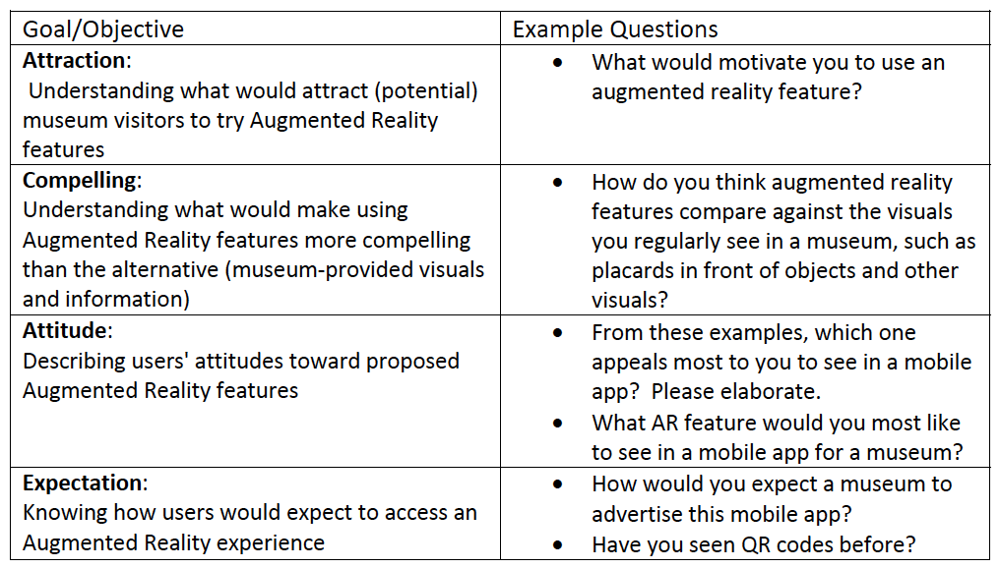 Goal/Objective
Example Questions
Attraction:
Understanding what would attract (potential)
museum visitors to try Augmented Reality
features
• What would motivate you to use an
augmented reality feature?
Compelling:
Understanding what would make using
Augmented Reality features more compelling
than the alternative (museum-provided visuals
and information)
• How do you think augmented reality
features compare against the visuals
you regularly see in a museum, such as
placards in front of objects and other
visuals?
Attitude:
Describing users' attitudes toward proposed
Augmented Reality features
• From these examples, which one
appeals most to you to see in a mobile
app?  Please elaborate.
• What AR feature would you most like
to see in a mobile app for a museum?
Expectation:
Knowing how users would expect to access an
Augmented Reality experience
• How would you expect a museum to
advertise this mobile app?
• Have you seen QR codes before?